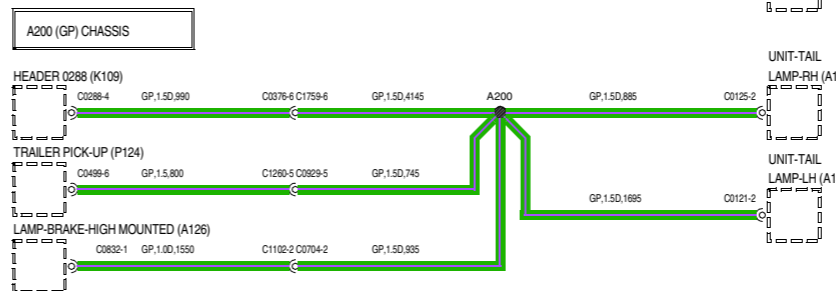 A200 (GP) CHASSIS
HEADER 0288 (K109)
C0288-4 GP,1.5D,990 C0376-6 C1759-6 GP,1.5D,4145 A200 GP,1.5D,885 C0125-2
UNIT-TAIL
LAMP-RH (A1
TRAILER PICK-UP (P124)
C0499-6 GP,1.5,800 C1260-5 C0929-5 GP,1.5D,745
UNIT-TAIL
LAMP-LH (A1
GP,1.5D,1695 C0121-2
LAMP-BRAKE-HIGH MOUNTED (A126)
C0832-1 GP,1.0D,1550 C1102-2 C0704-2 GP,1.5D,935